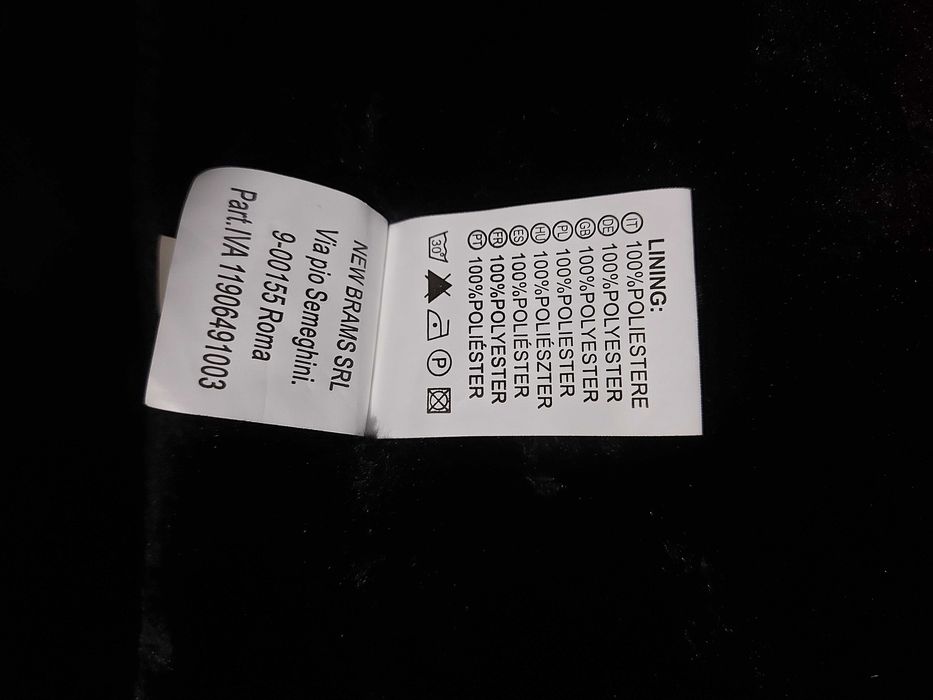 LINING:
IT 100%POLIESTERE
DE 100%POLYESTER
GB 100%POLYESTER
PL 100%POLIESTER
HU 100%POLIÉSZTER
ES 100%POLIÉSTER
FR 100%POLYESTER
PT 100%POLIÉSTER
30° P
NEW BRAMS SRL
Via pio Semeghini.
9-00155 Roma
Part.IVA 11906491003